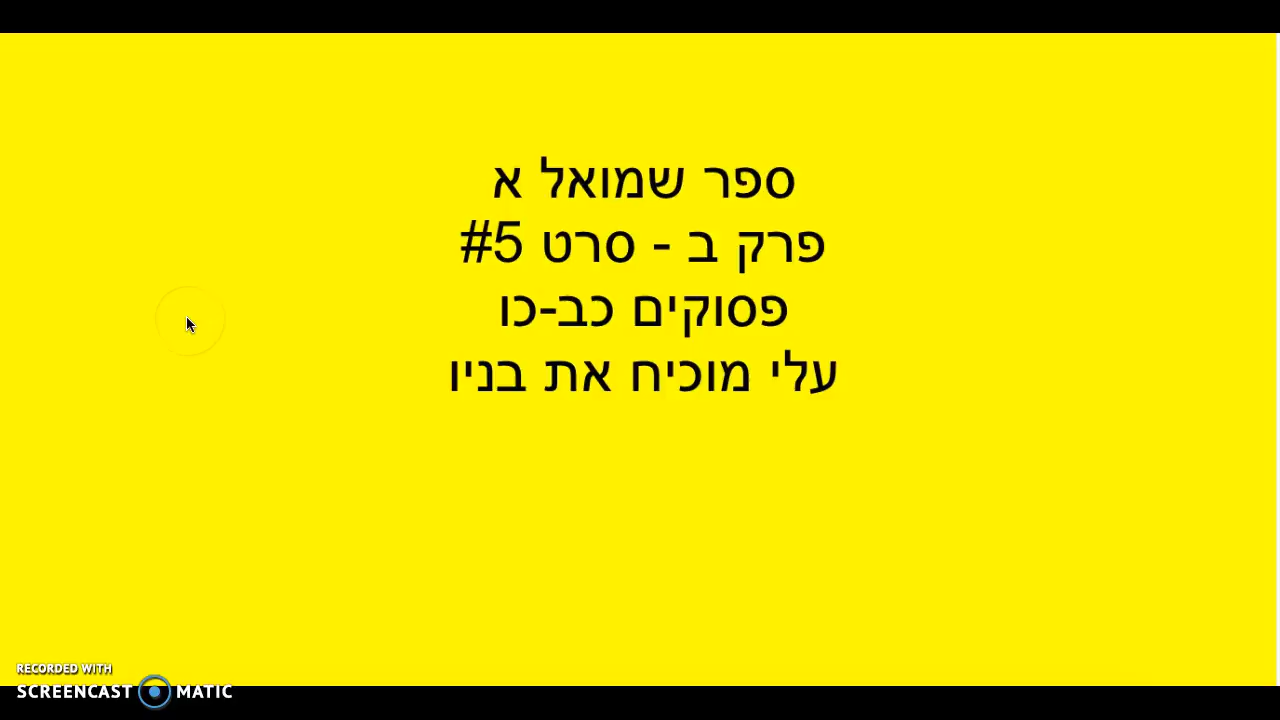 ספר שמואל א
פרק ב - סרט 5#
פסוקים כב-כו
עלי מוכיח את בניו
RECORDED WITH
SCREENCAST MATIC